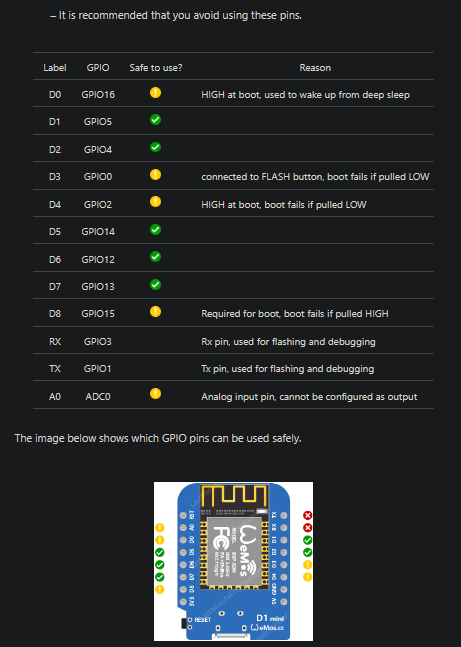 – It is recommended that you avoid using these pins.
Label GPIO Safe to use? Reason
D0 GPIO16 HIGH at boot, used to wake up from deep sleep
D1 GPIO5
D2 GPIO4
D3 GPIO0 connected to FLASH button, boot fails if pulled LOW
D4 GPIO2 HIGH at boot, boot fails if pulled LOW
D5 GPIO14
D6 GPIO12
D7 GPIO13
D8 GPIO15 Required for boot, boot fails if pulled HIGH
RX GPIO3 Rx pin, used for flashing and debugging
TX GPIO1 Tx pin, used for flashing and debugging
A0 ADC0 Analog input pin, cannot be configured as output
The image below shows which GPIO pins can be used safely.
RST A0 D0 D5 D6 D7 D8 3V3
TX RX D1 D2 D3 D4 GND 5V
WeMos
FC
RESET
D1 mini
WeMos.cc